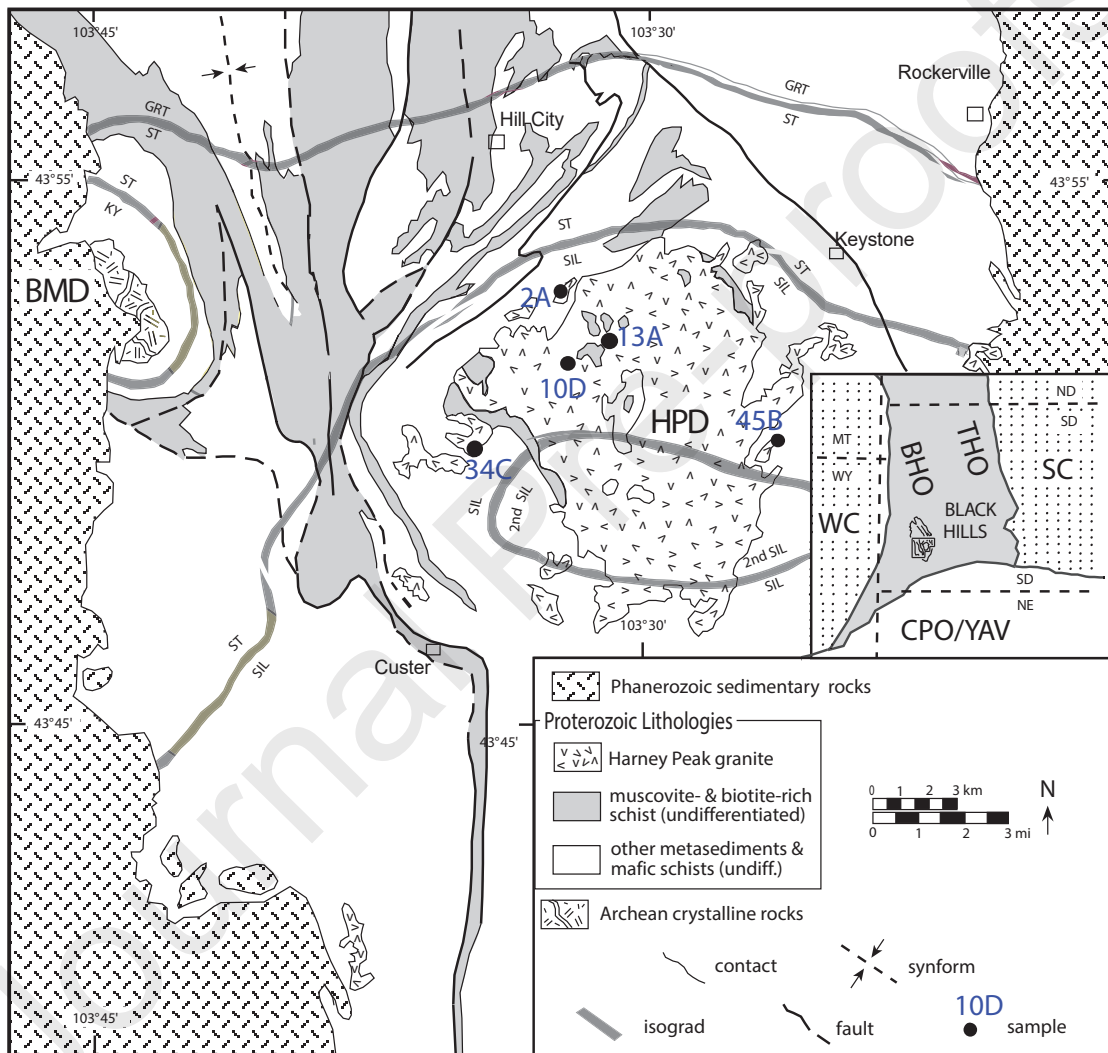 103°45'
103°30'
Rockerville
GRT
ST
GRT
ST
Hill City
43°55'
43°55'
ST
KY
ST
SIL
Keystone
ST
SIL
BMD
2A
13A
10D
HPD
45B
34C
SIL
2nd SIL
2nd SIL
SIL
ND
SD
MT
WY
BHO
THO
SC
WC
BLACK
HILLS
SD
NE
CPO/YAV
103°30'
ST
SIL
Custer
43°45'
43°45'
Phanerozoic sedimentary rocks
Proterozoic Lithologies
Harney Peak granite
muscovite- & biotite-rich
schist (undifferentiated)
other metasediments &
mafic schists (undiff.)
Archean crystalline rocks
0 1 2 3 km
0 1 2 3 mi
N
contact
synform
isograd
fault
10D
sample
103°45'
Journal Pre-proof